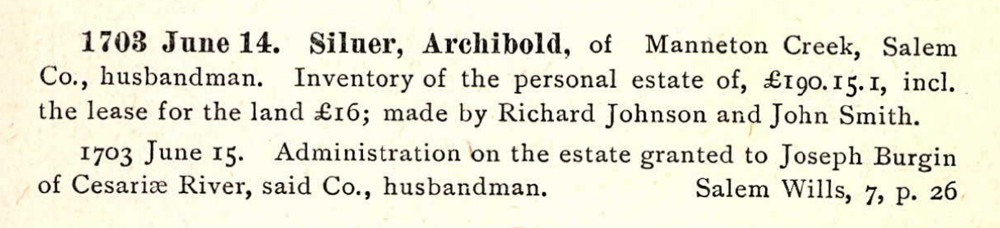 1703 June 14. Siluer, Archibold, of Manneton Creek, Salem
Co., husbandman. Inventory of the personal estate of, £190.15.1, incl.
the lease for the land £16; made by Richard Johnson and John Smith.
1703 June 15. Administration on the estate granted to Joseph Burgin
of Cesariæ River, said Co., husbandman. Salem Wills, 7, p. 26